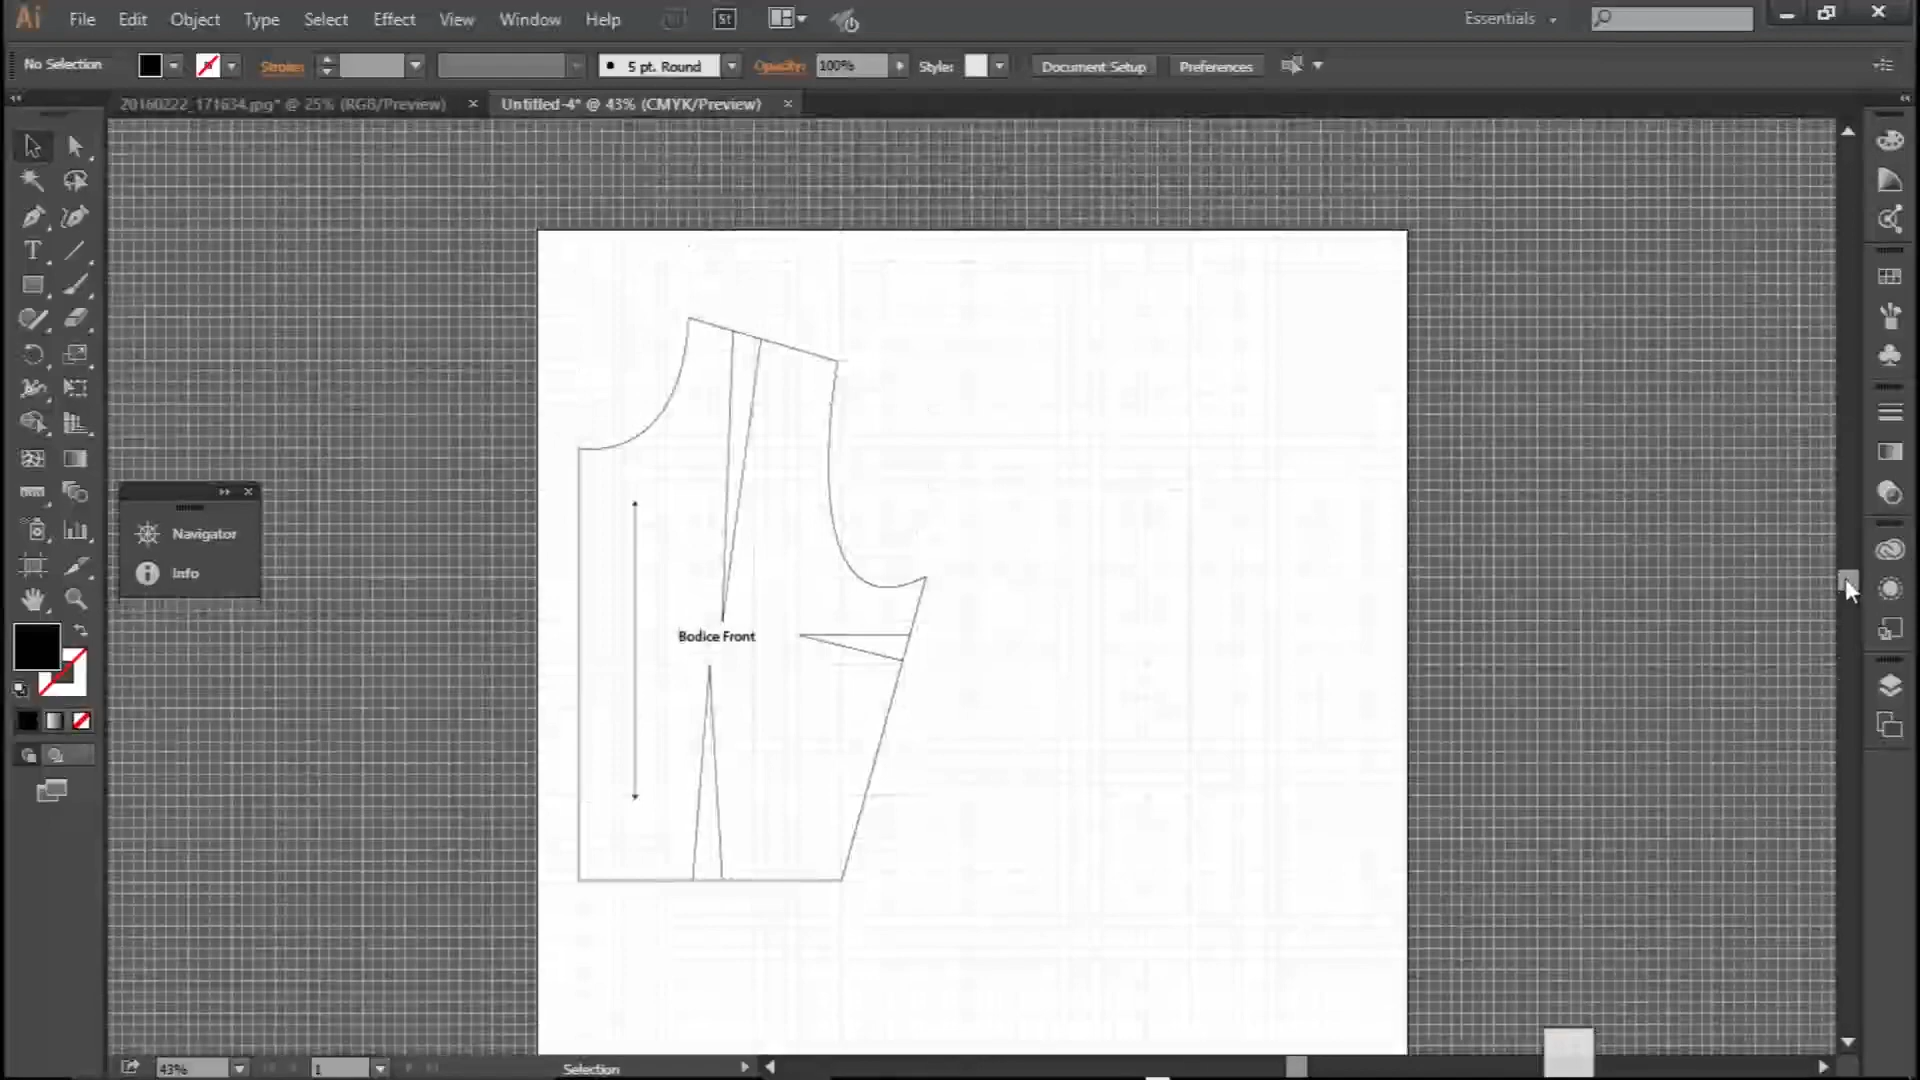 Ai File Edit Object Type Select Effect View Window Help St Essentials
No Selection Stroke: 5 pt. Round Opacity: 100% Style: Document Setup Preferences
20160222_171634.jpg* @ 25% (RGB/Preview) × Untitled-4* @ 43% (CMYK/Preview) ×
Navigator
Info
Bodice Front
43% 1 Selection